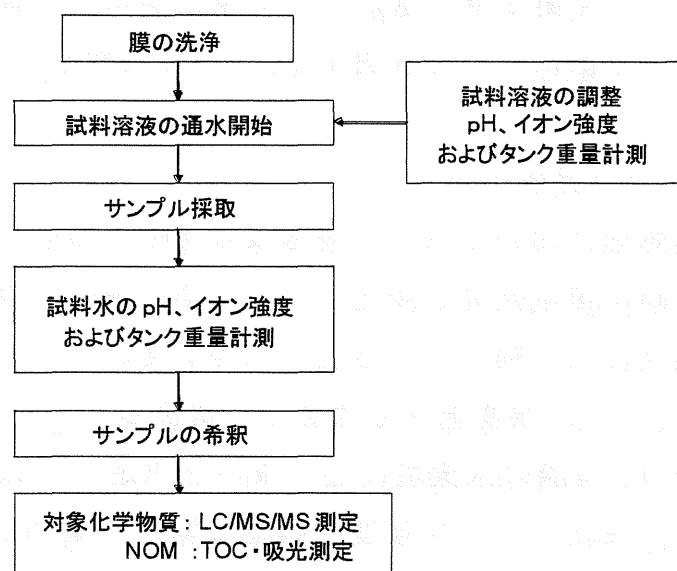 膜の洗浄
試料溶液の通水開始
試料溶液の調整
pH、イオン強度
およびタンク重量計測
サンプル採取
試料水の pH、イオン強度
およびタンク重量計測
サンプルの希釈
対象化学物質: LC/MS/MS 測定
NOM :TOC・吸光測定